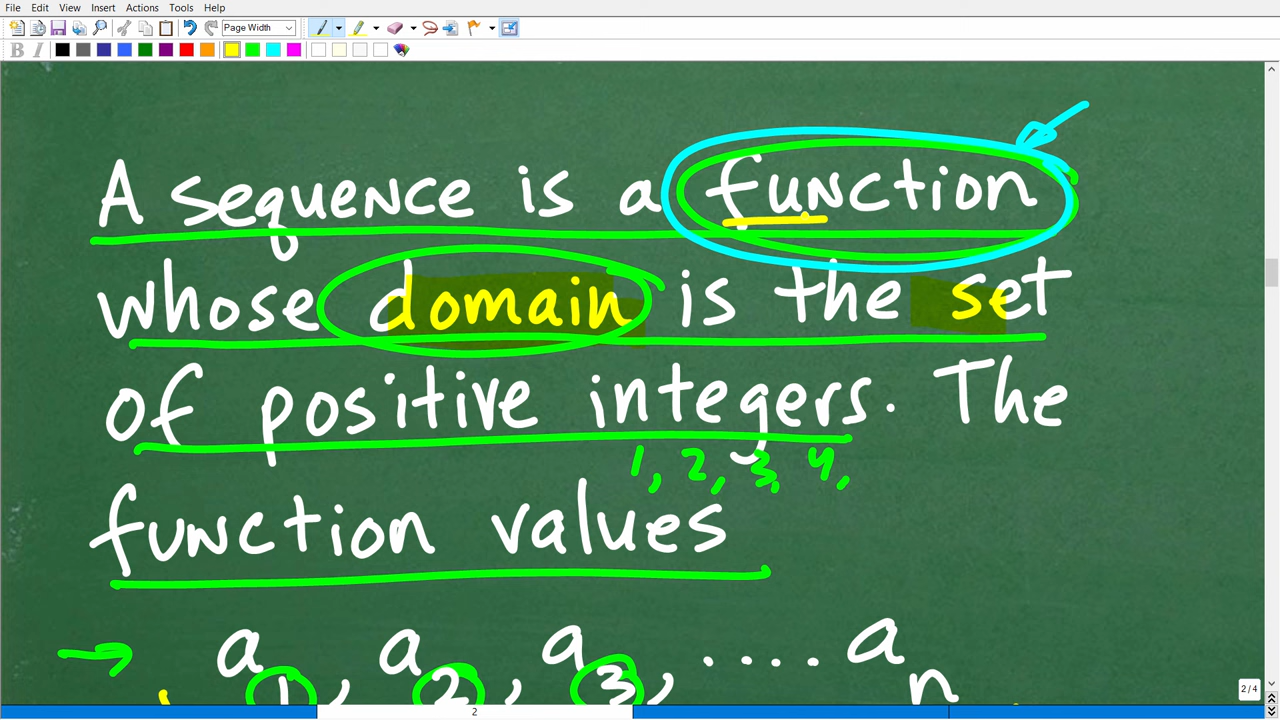 File Edit View Insert Actions Tools Help
Page Width
B I
A sequence is a function
whose domain is the set
of positive integers. The
1, 2, 3, 4,
function values
a1, a2, a3, .... an
2/4
2